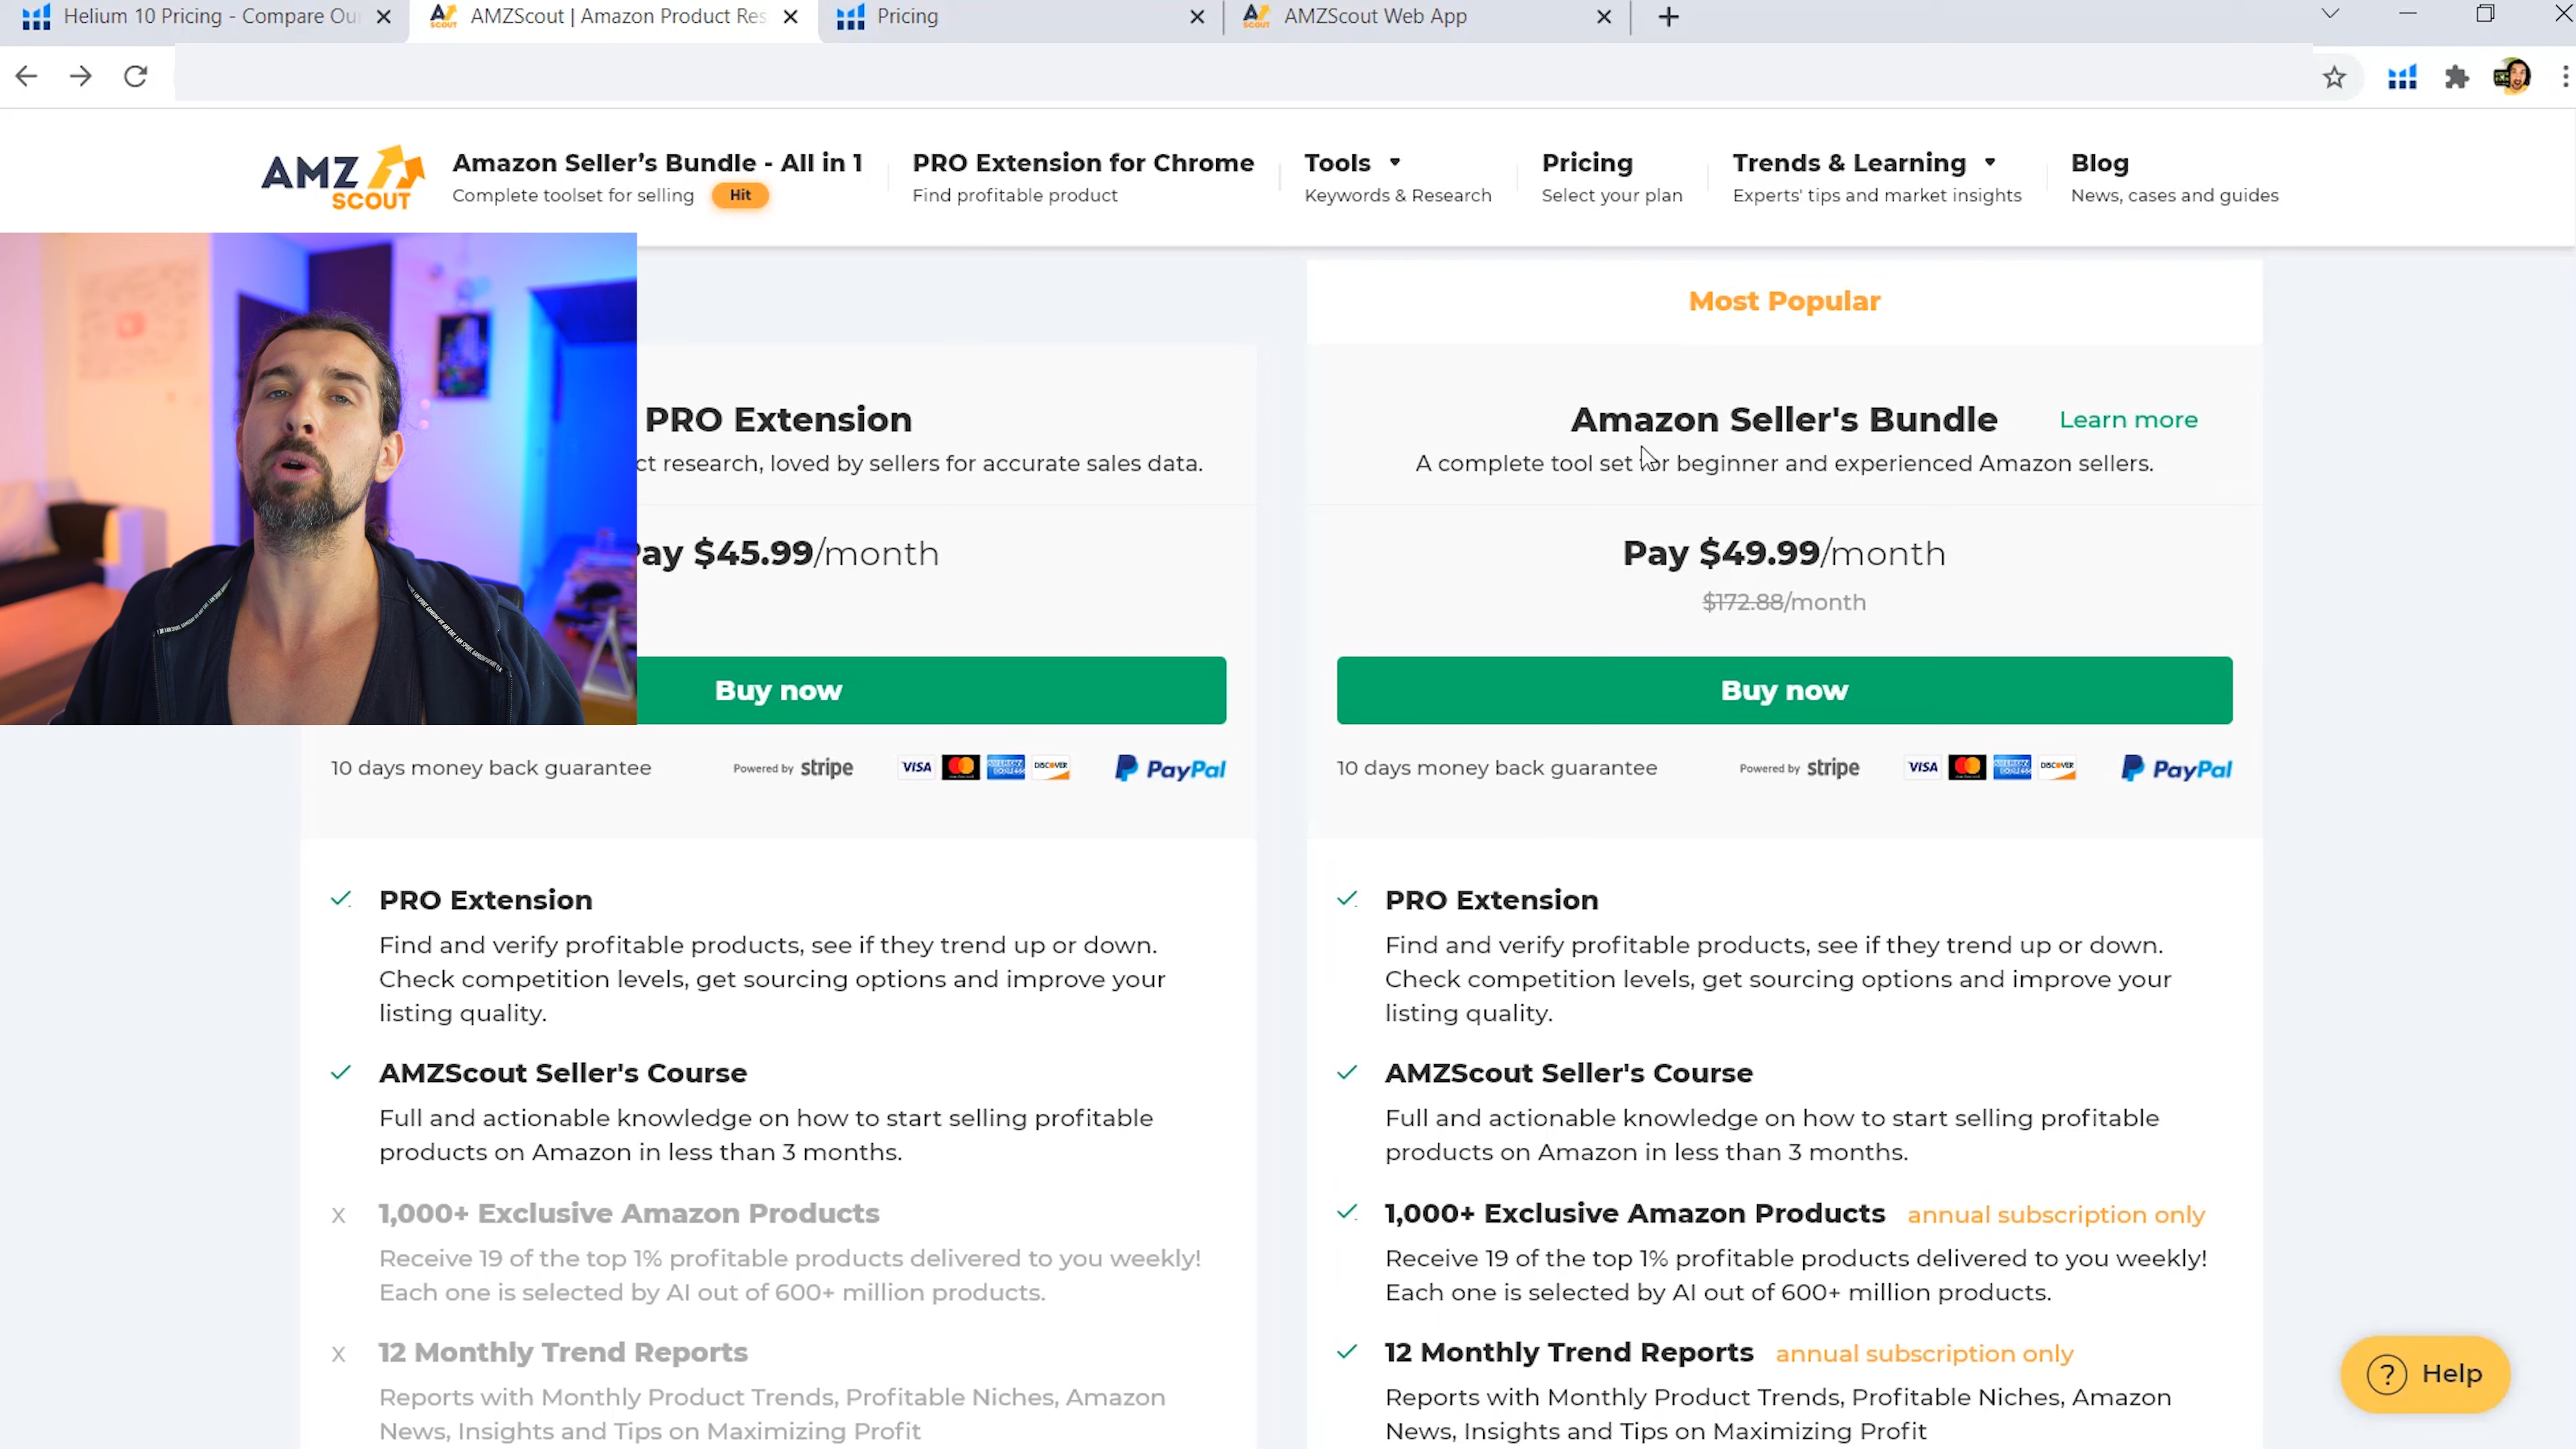 Helium 10 Pricing - Compare Ou
AMZScout | Amazon Product Res
Pricing
AMZScout Web App
AMZ SCOUT
Amazon Seller's Bundle - All in 1
Complete toolset for selling Hit
PRO Extension for Chrome
Find profitable product
Tools
Keywords & Research
Pricing
Select your plan
Trends & Learning
Experts' tips and market insights
Blog
News, cases and guides
PRO Extension
ct research, loved by sellers for accurate sales data.
Pay $45.99/month
Buy now
10 days money back guarantee Powered by stripe VISA DISCOVER PayPal
PRO Extension
Find and verify profitable products, see if they trend up or down.
Check competition levels, get sourcing options and improve your
listing quality.
AMZScout Seller's Course
Full and actionable knowledge on how to start selling profitable
products on Amazon in less than 3 months.
x 1,000+ Exclusive Amazon Products
Receive 19 of the top 1% profitable products delivered to you weekly!
Each one is selected by AI out of 600+ million products.
x 12 Monthly Trend Reports
Reports with Monthly Product Trends, Profitable Niches, Amazon
News, Insights and Tips on Maximizing Profit
Most Popular
Amazon Seller's Bundle Learn more
A complete tool set for beginner and experienced Amazon sellers.
Pay $49.99/month
$172.88/month
Buy now
10 days money back guarantee Powered by stripe VISA DISCOVER PayPal
PRO Extension
Find and verify profitable products, see if they trend up or down.
Check competition levels, get sourcing options and improve your
listing quality.
AMZScout Seller's Course
Full and actionable knowledge on how to start selling profitable
products on Amazon in less than 3 months.
1,000+ Exclusive Amazon Products annual subscription only
Receive 19 of the top 1% profitable products delivered to you weekly!
Each one is selected by AI out of 600+ million products.
12 Monthly Trend Reports annual subscription only
Reports with Monthly Product Trends, Profitable Niches, Amazon
News, Insights and Tips on Maximizing Profit
? Help